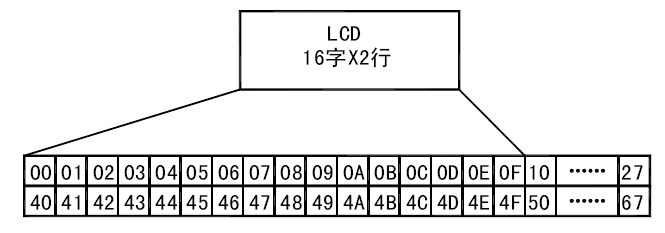 LCD
16字X2行
00 01 02 03 04 05 06 07 08 09 0A 0B 0C 0D 0E 0F 10 …… 27
40 41 42 43 44 45 46 47 48 49 4A 4B 4C 4D 4E 4F 50 …… 67